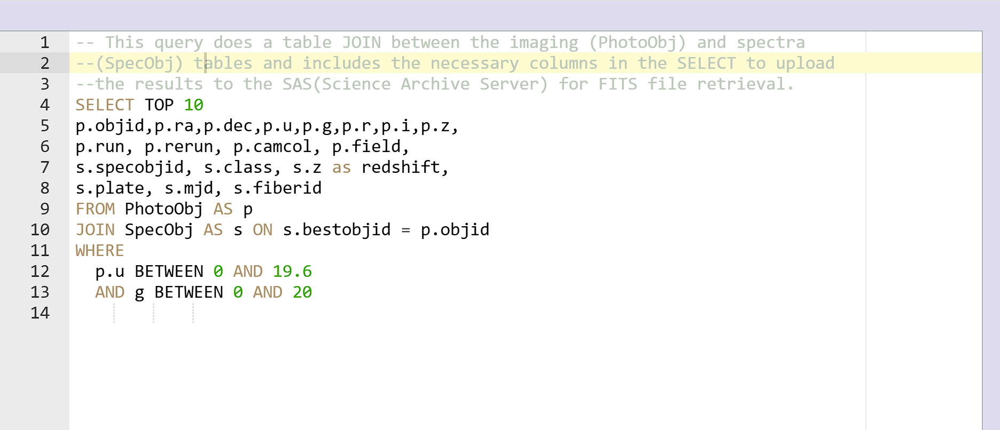 1 -- This query does a table JOIN between the imaging (PhotoObj) and spectra
2 --(SpecObj) tables and includes the necessary columns in the SELECT to upload
3 --the results to the SAS(Science Archive Server) for FITS file retrieval.
4 SELECT TOP 10
5 p.objid,p.ra,p.dec,p.u,p.g,p.r,p.i,p.z,
6 p.run, p.rerun, p.camcol, p.field,
7 s.specobjid, s.class, s.z as redshift,
8 s.plate, s.mjd, s.fiberid
9 FROM PhotoObj AS p
10 JOIN SpecObj AS s ON s.bestobjid = p.objid
11 WHERE
12   p.u BETWEEN 0 AND 19.6
13   AND g BETWEEN 0 AND 20
14